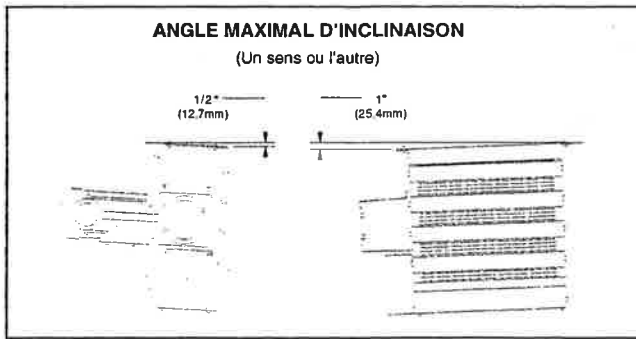 ANGLE MAXIMAL D'INCLINAISON
(Un sens ou l'autre)
1/2"
(12,7mm)
1"
(25,4mm)